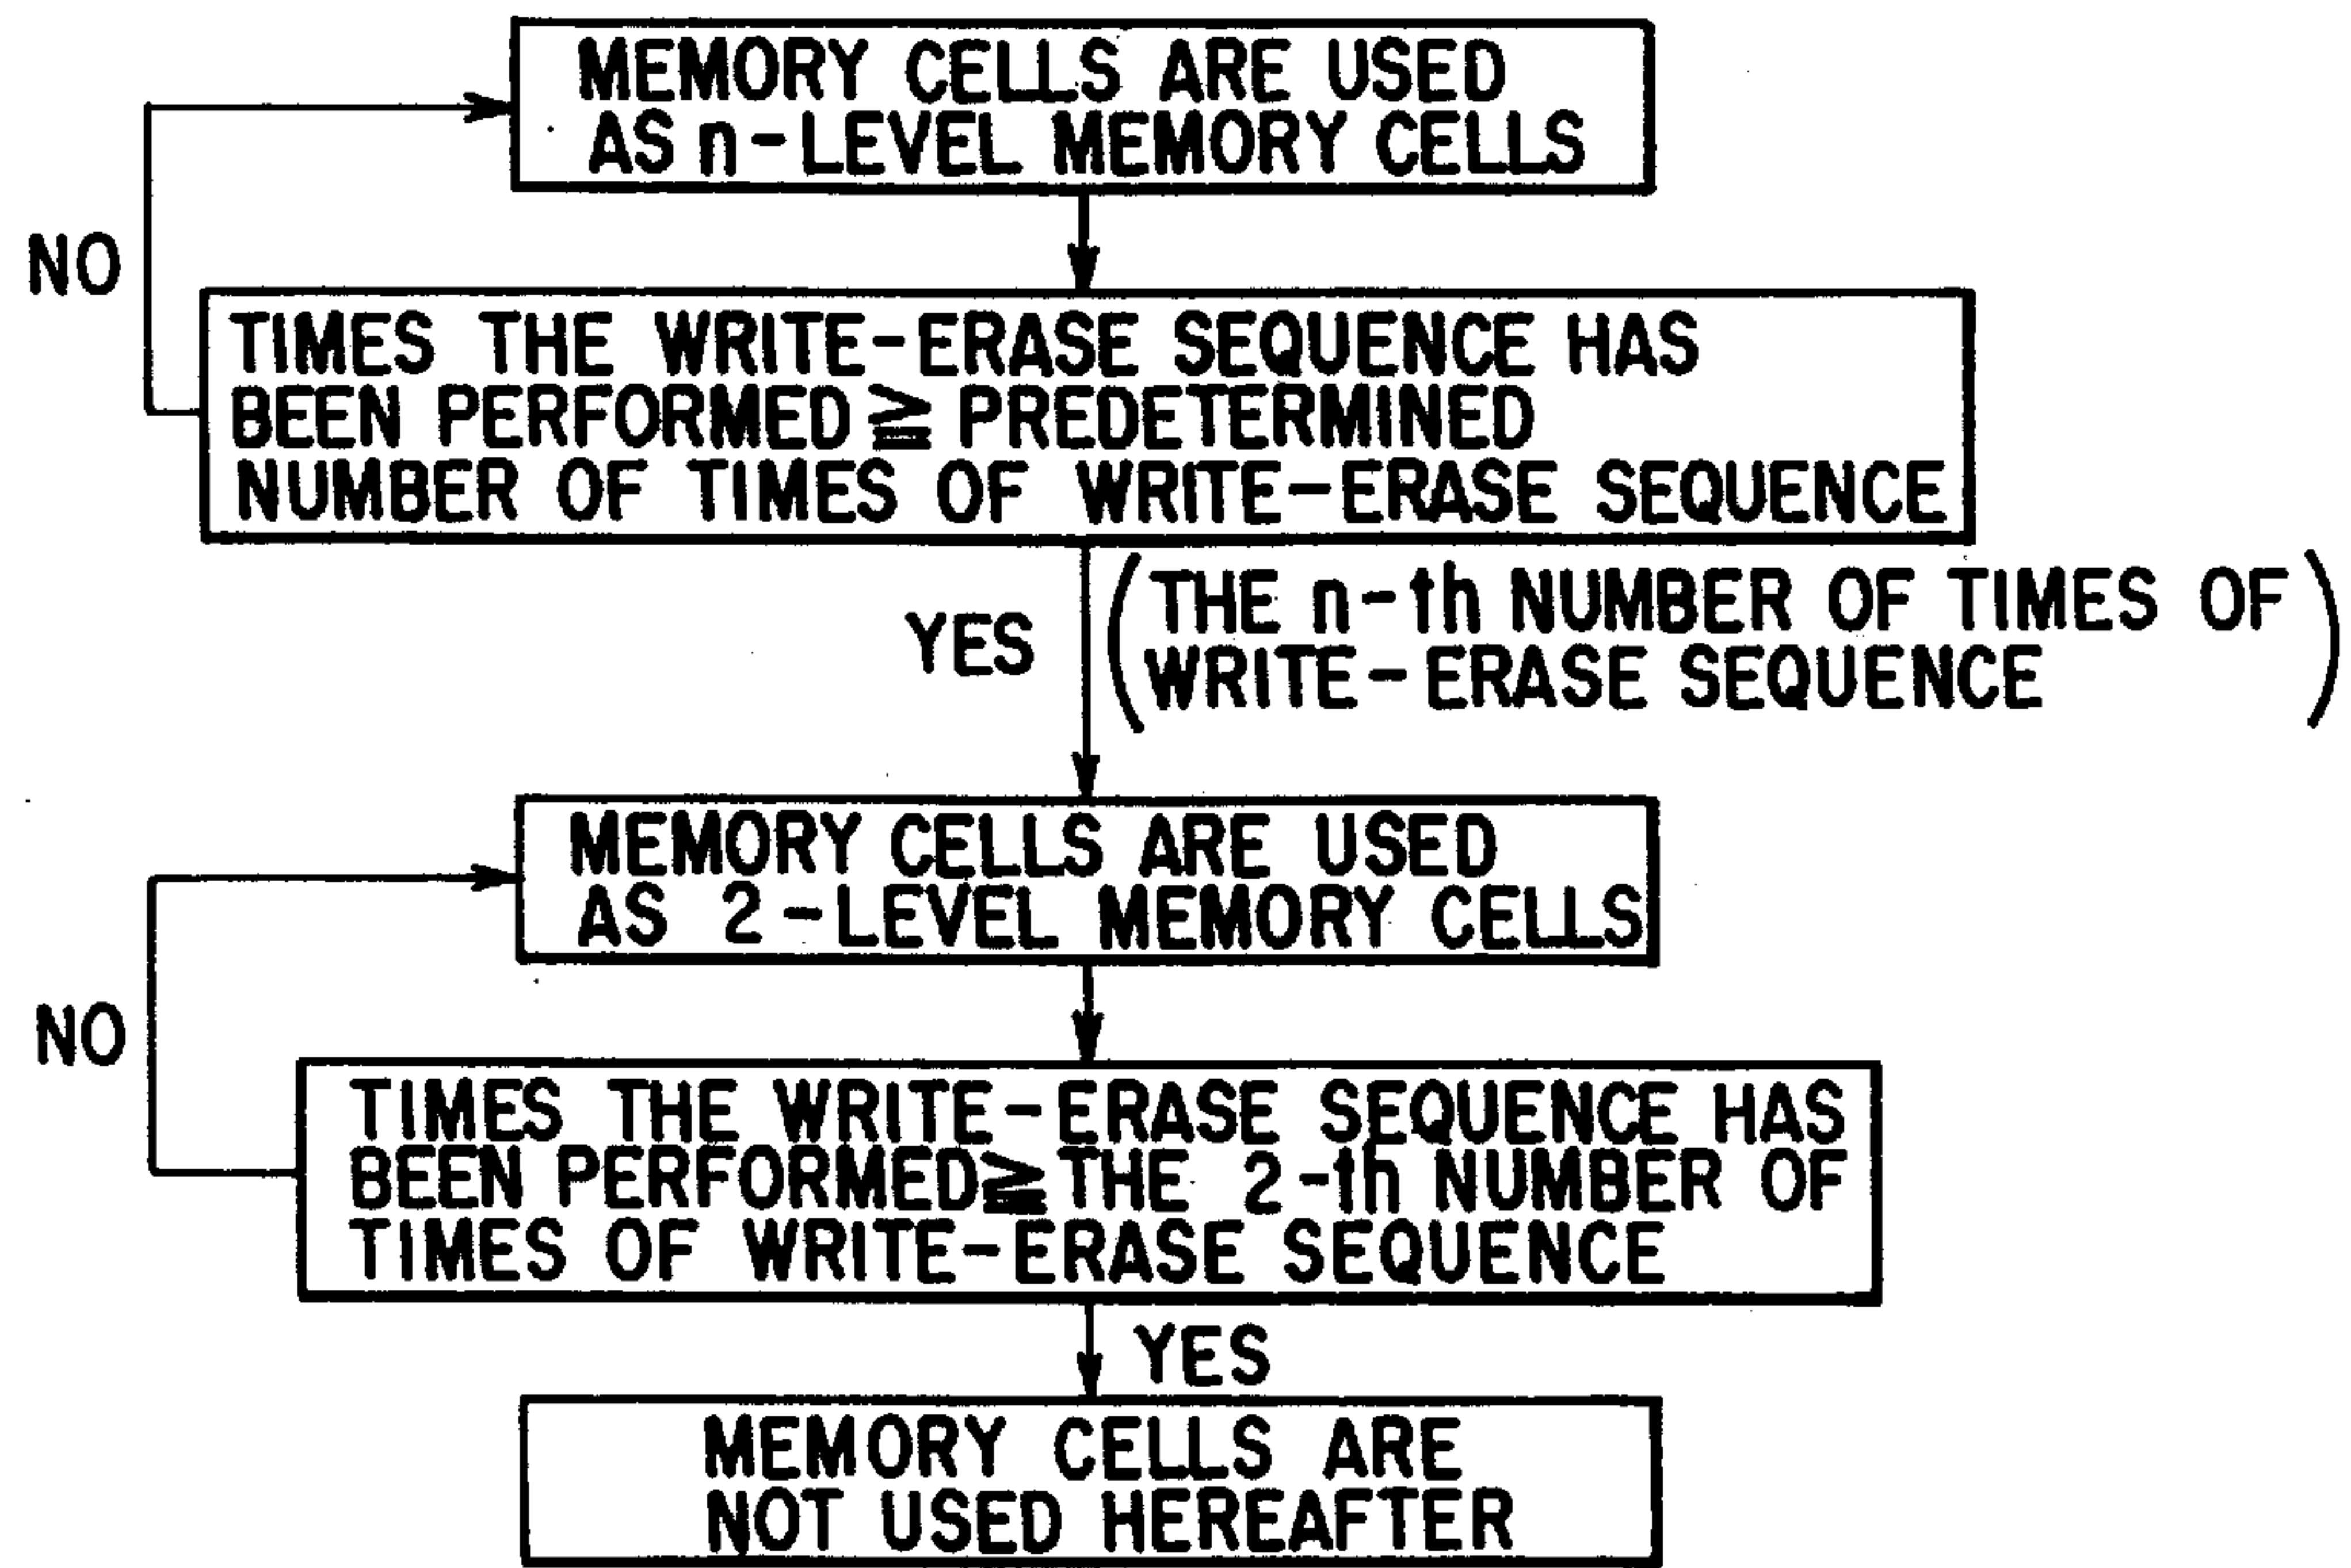 MEMORY CELLS ARE USED
AS n-LEVEL MEMORY CELLS
NO
TIMES THE WRITE-ERASE SEQUENCE HAS
BEEN PERFORMED ≧ PREDETERMINED
NUMBER OF TIMES OF WRITE-ERASE SEQUENCE
YES
(THE n-th NUMBER OF TIMES OF
WRITE-ERASE SEQUENCE)
MEMORY CELLS ARE USED
AS 2-LEVEL MEMORY CELLS
NO
TIMES THE WRITE-ERASE SEQUENCE HAS
BEEN PERFORMED ≧ THE 2-th NUMBER OF
TIMES OF WRITE-ERASE SEQUENCE
YES
MEMORY CELLS ARE
NOT USED HEREAFTER